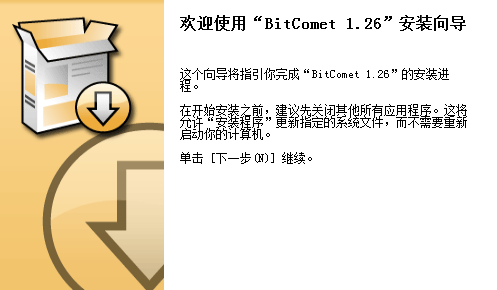 欢迎使用“BitComet 1.26”安装向导
这个向导将指引你完成“BitComet 1.26”的安装进
程。
在开始安装之前，建议先关闭其他所有应用程序。这将
允许“安装程序”更新指定的系统文件，而不需要重新
启动你的计算机。
单击 [下一步(N)] 继续。